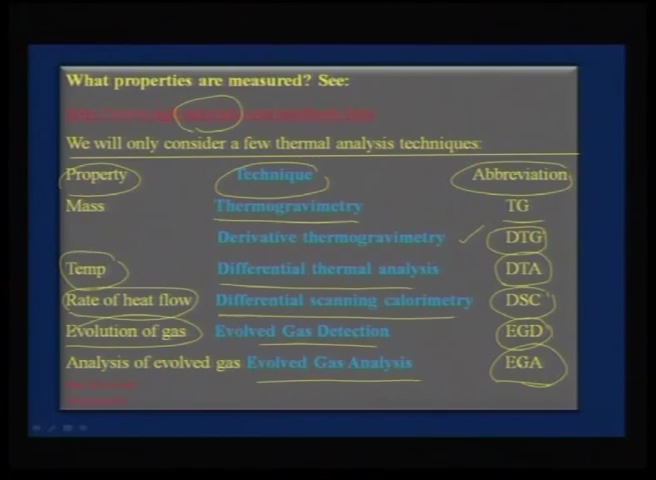 What properties are measured? See:
We will only consider a few thermal analysis techniques:
Property Technique Abbreviation
Mass Thermogravimetry TG
Derivative thermogravimetry DTG
Temp Differential thermal analysis DTA
Rate of heat flow Differential scanning calorimetry DSC
Evolution of gas Evolved Gas Detection EGD
Analysis of evolved gas Evolved Gas Analysis EGA